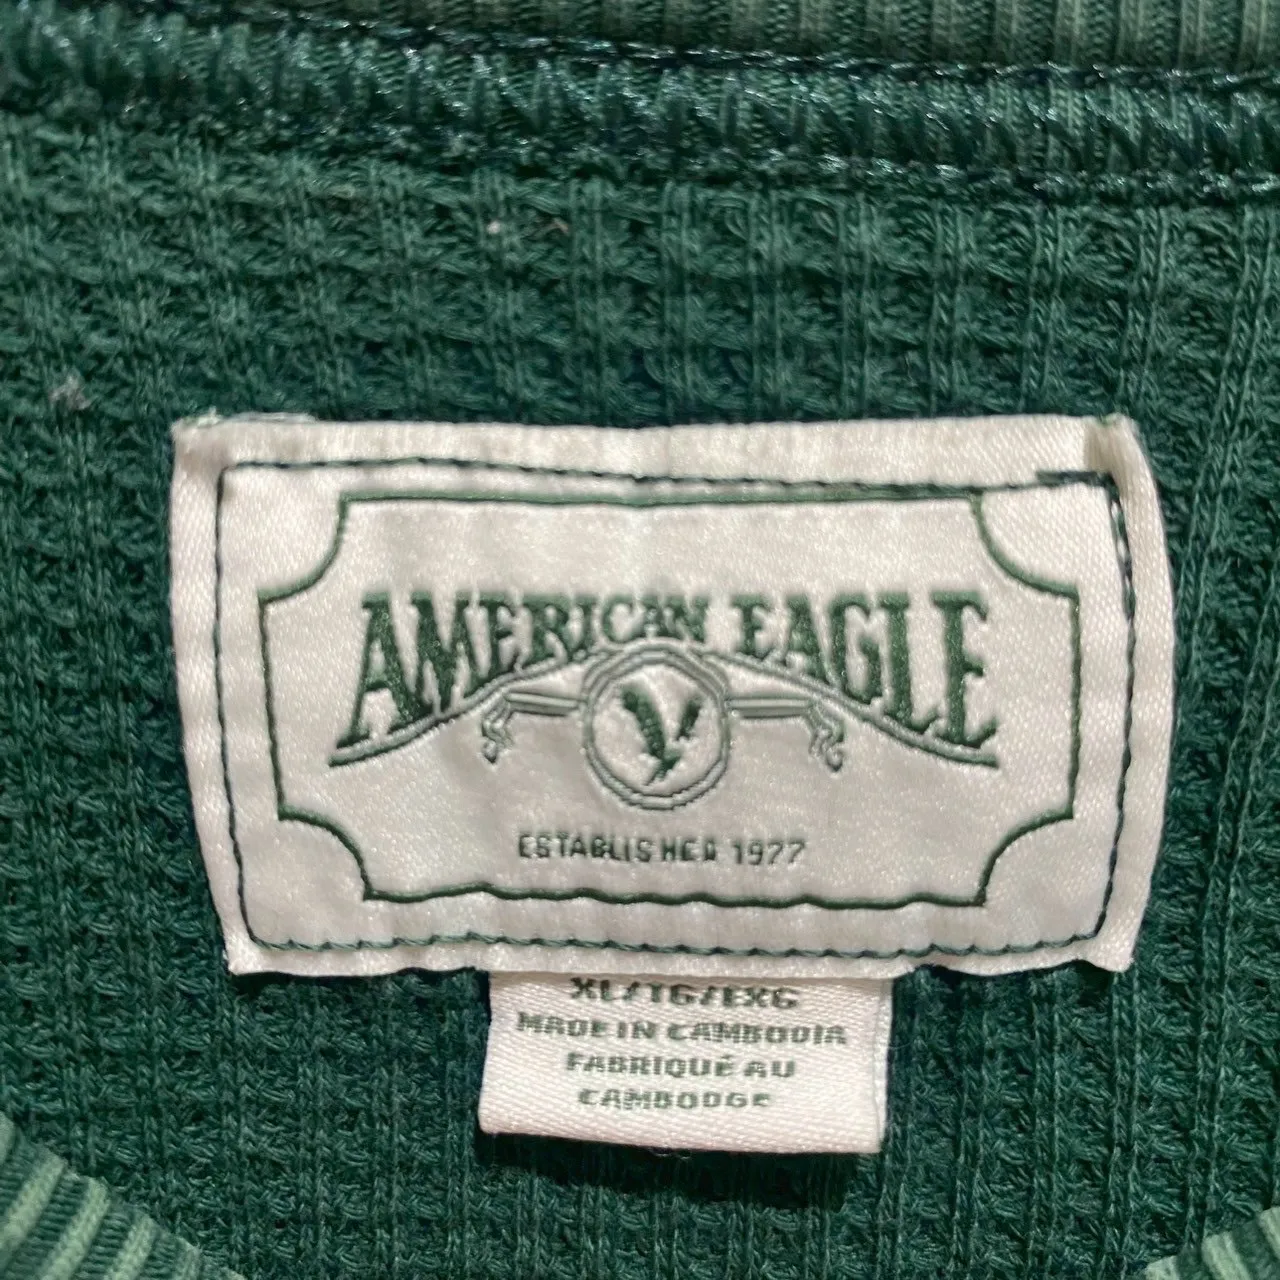 AMERICAN EAGLE
ESTABLISHED 1977
XL/TG/EXG
MADE IN CAMBODIA
FABRIQUÉ AU
CAMBODGE